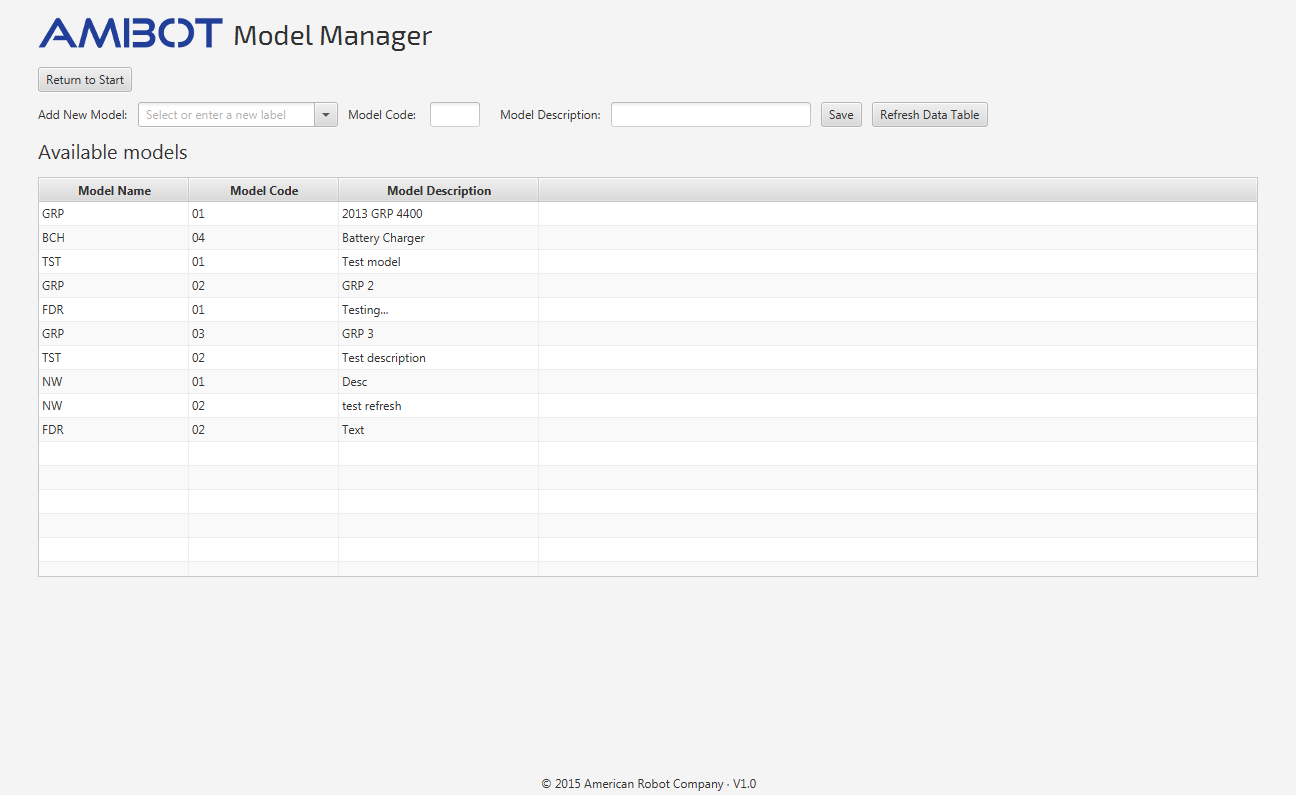 AMBOT Model Manager
Return to Start
Add New Model: Select or enter a new label Model Code: Model Description: Save Refresh Data Table
Available models
Model Name Model Code Model Description
GRP 01 2013 GRP 4400
BCH 04 Battery Charger
TST 01 Test model
GRP 02 GRP 2
FDR 01 Testing...
GRP 03 GRP 3
TST 02 Test description
NW 01 Desc
NW 02 test refresh
FDR 02 Text
© 2015 American Robot Company · V1.0